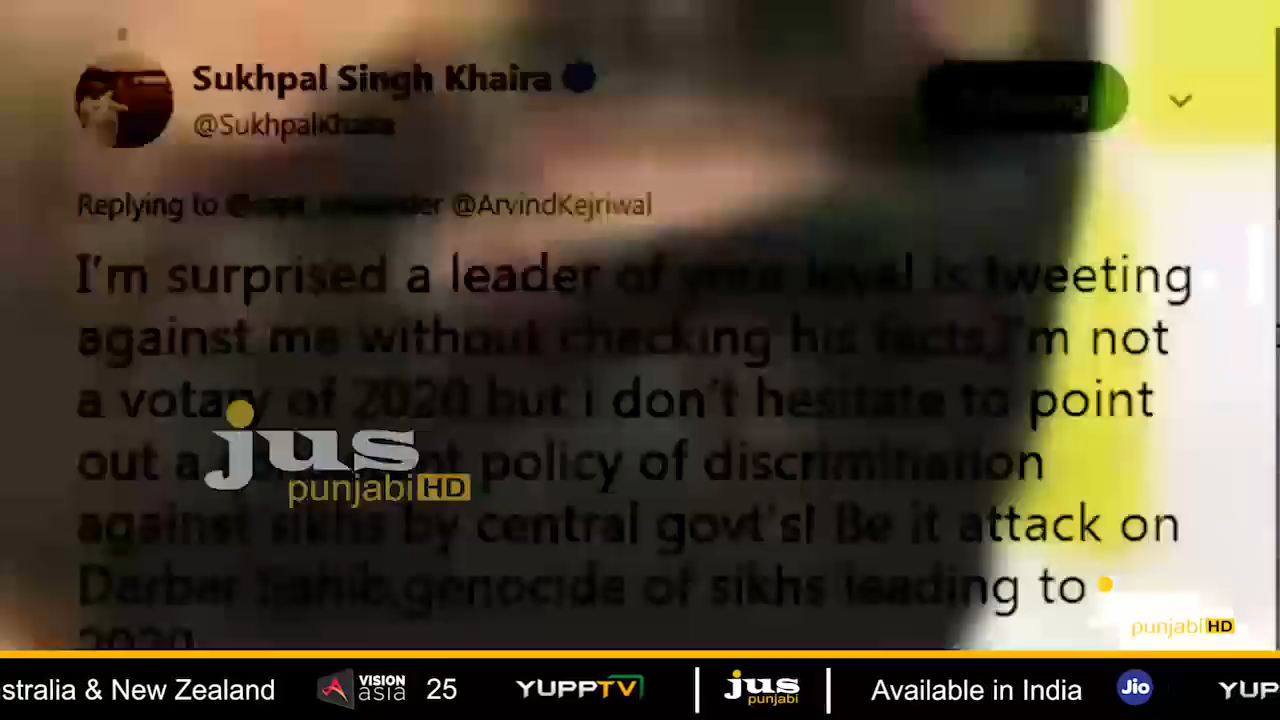 Sukhpal Singh Khaira
@SukhpalKhaira
Replying to @ArvindKejriwal
I'm surprised a leader of your level is tweeting
against me without checking his facts,I'm not
a votary of 2020 but i don't hesitate to point
out a policy of discrimination
against sikhs by central govt's! Be it attack on
Darbar Sahib,genocide of sikhs leading to
2020
jus
punjabi HD
punjabi HD
stralia & New Zealand VISION asia 25 YUPPTV jus punjabi Available in India Jio YUP